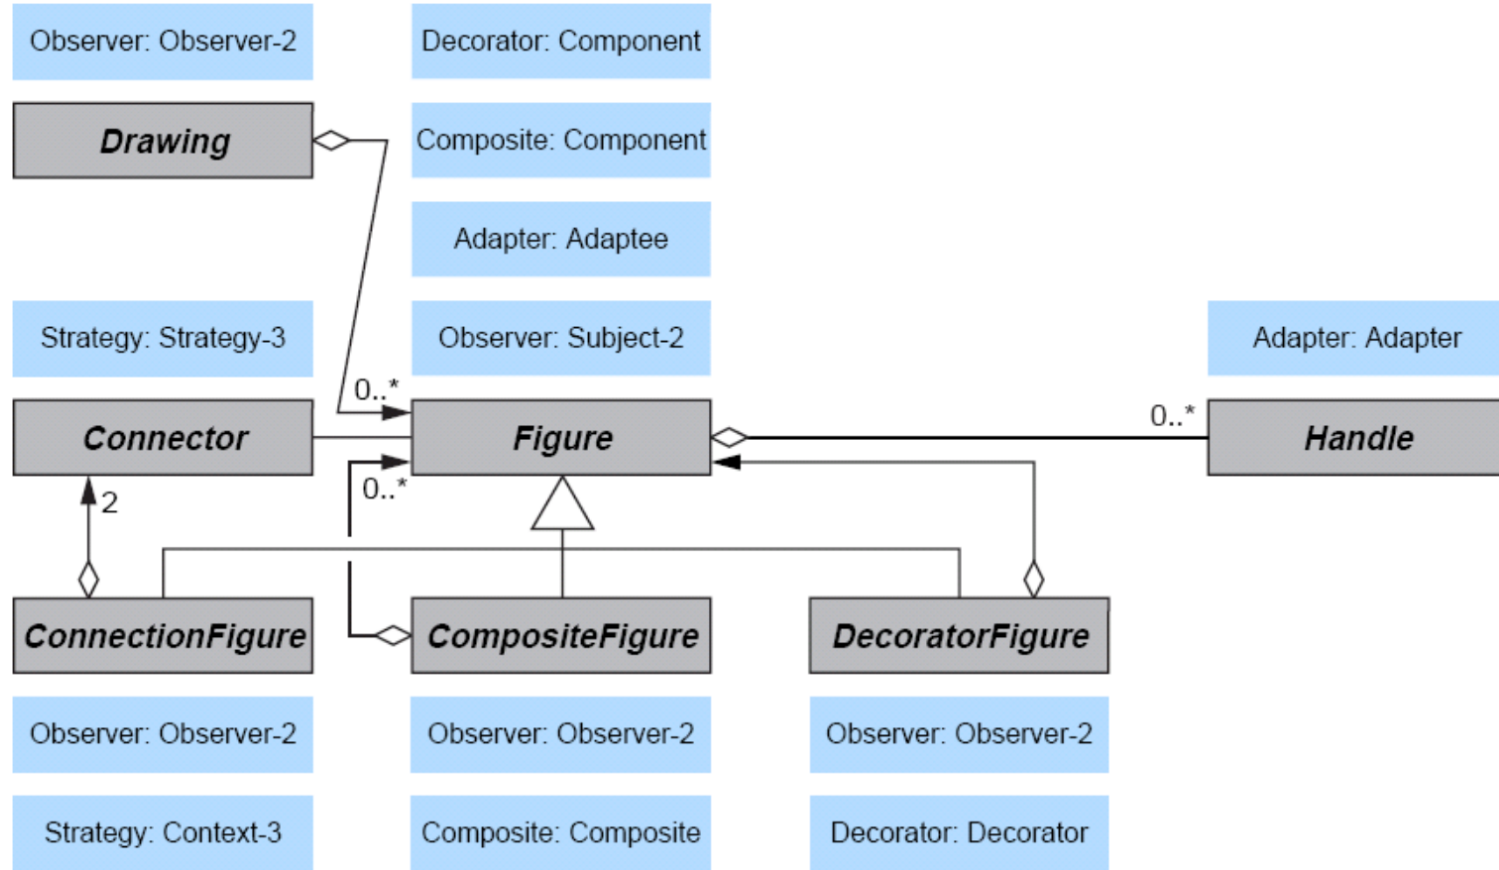 Observer: Observer-2
Decorator: Component
Drawing
Composite: Component
Adapter: Adaptee
Strategy: Strategy-3
Observer: Subject-2
Adapter: Adapter
0..*
0..*
Connector
Figure
Handle
0..*
2
ConnectionFigure
CompositeFigure
DecoratorFigure
Observer: Observer-2
Observer: Observer-2
Observer: Observer-2
Strategy: Context-3
Composite: Composite
Decorator: Decorator